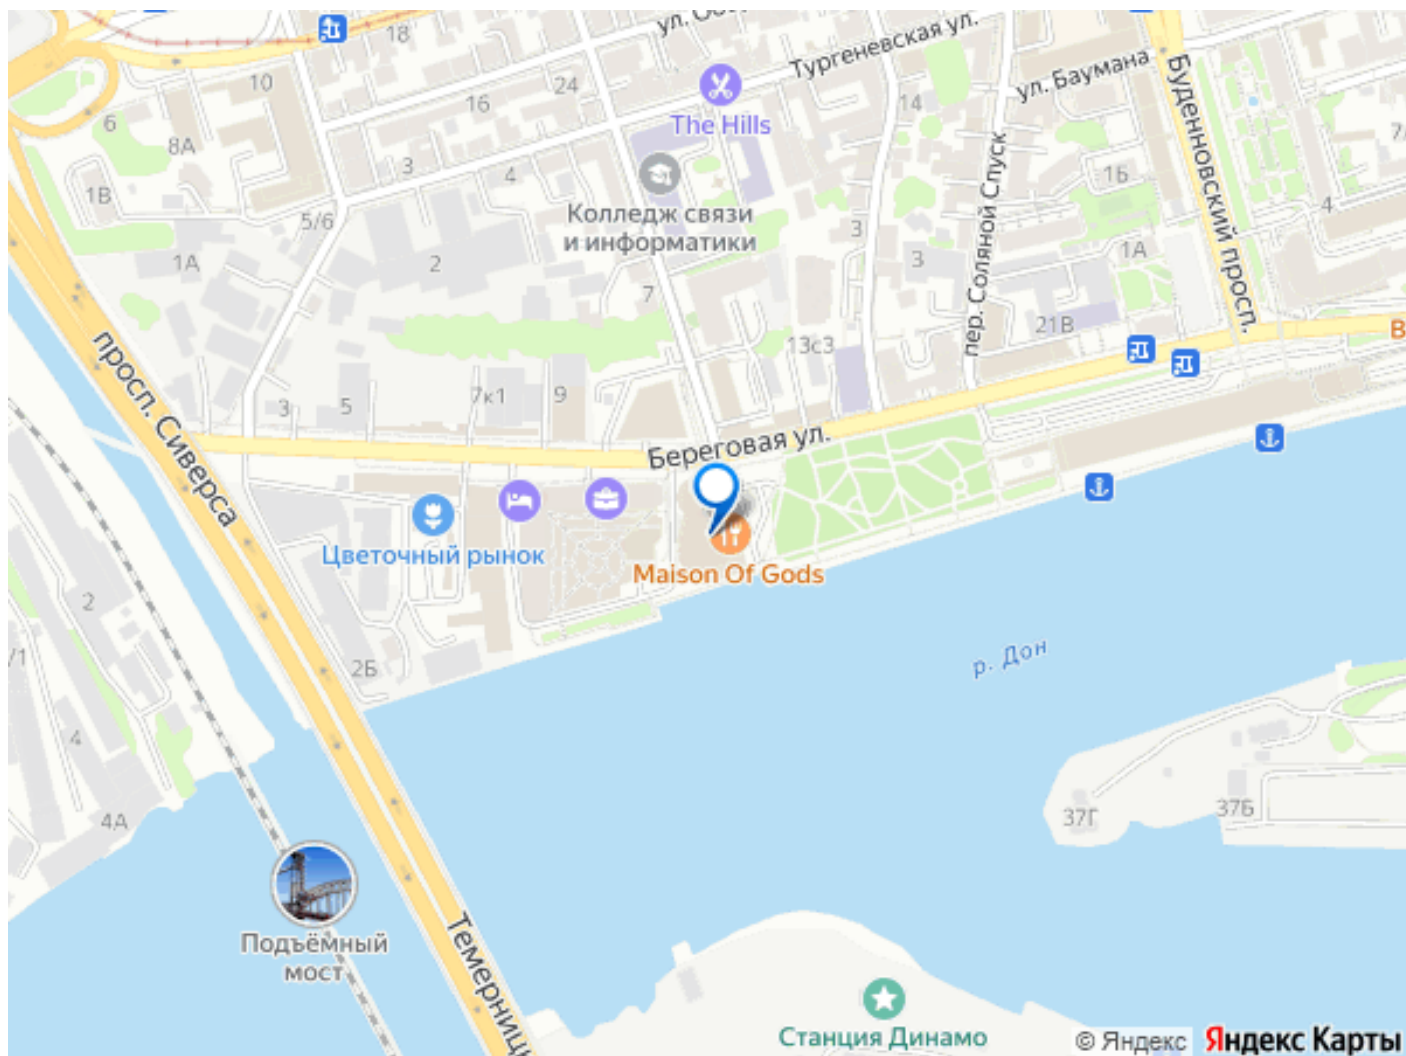 ул. Об
18
Тургеневская ул.
10
24
16
The Hills
14
ул. Баумана
Буденновский просп.
6
8А
3
4
1В
5/6
Колледж связи
и информатики
1Б
4
1А
2
3
3
пер. Соляной Спуск
1А
7
13с3
21В
В
просп. Сиверса
3
5
7к1
9
Береговая ул.
Цветочный рынок
Maison Of Gods
2
/1
2Б
р. Дон
4
4А
37Г
37Б
Подъёмный
мост
Темерниц
Станция Динамо
© Яндекс Яндекс Карты